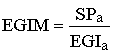 EGIM = SPa
EGIa